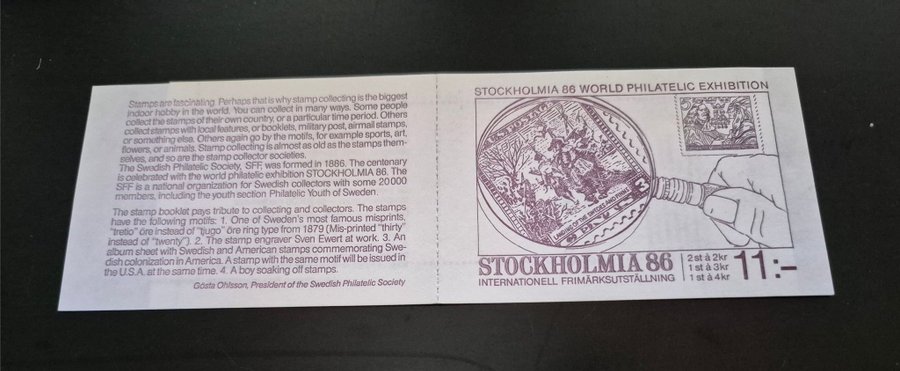 Stamps are fascinating. Perhaps that is why stamp collecting is the biggest
indoor hobby in the world. You can collect in many ways. Some people
collect the stamps of their own country, or a particular time period. Others
collect stamps with local features, or booklets, military post, airmail stamps,
or something else. Others again go by the motifs, for example sports, art,
flowers, or animals. Stamp collecting is almost as old as the stamps them-
selves, and so are the stamp collector societies.
The Swedish Philatelic Society, SFF, was formed in 1886. The centenary
is celebrated with the world philatelic exhibition STOCKHOLMIA 86. The
SFF is a national organization for Swedish collectors with some 20 000
members, including the youth section Philatelic Youth of Sweden.
The stamp booklet pays tribute to collecting and collectors. The stamps
have the following motifs: 1. One of Sweden's most famous misprints,
"tretio" öre instead of "tjugo" öre ring type from 1879 (Mis-printed "thirty"
instead of "twenty"). 2. The stamp engraver Sven Ewert at work. 3. An
album sheet with Swedish and American stamps commemorating Swe-
dish colonization in America. A stamp with the same motif will be issued in
the U.S.A. at the same time. 4. A boy soaking off stamps.
Gösta Ohlsson, President of the Swedish Philatelic Society
STOCKHOLMIA 86 WORLD PHILATELIC EXHIBITION
STOCKHOLMIA 86
INTERNATIONELL FRIMÄRKSUTSTÄLLNING
2 st à 2 kr
1 st à 3 kr
1 st à 4 kr
11:-